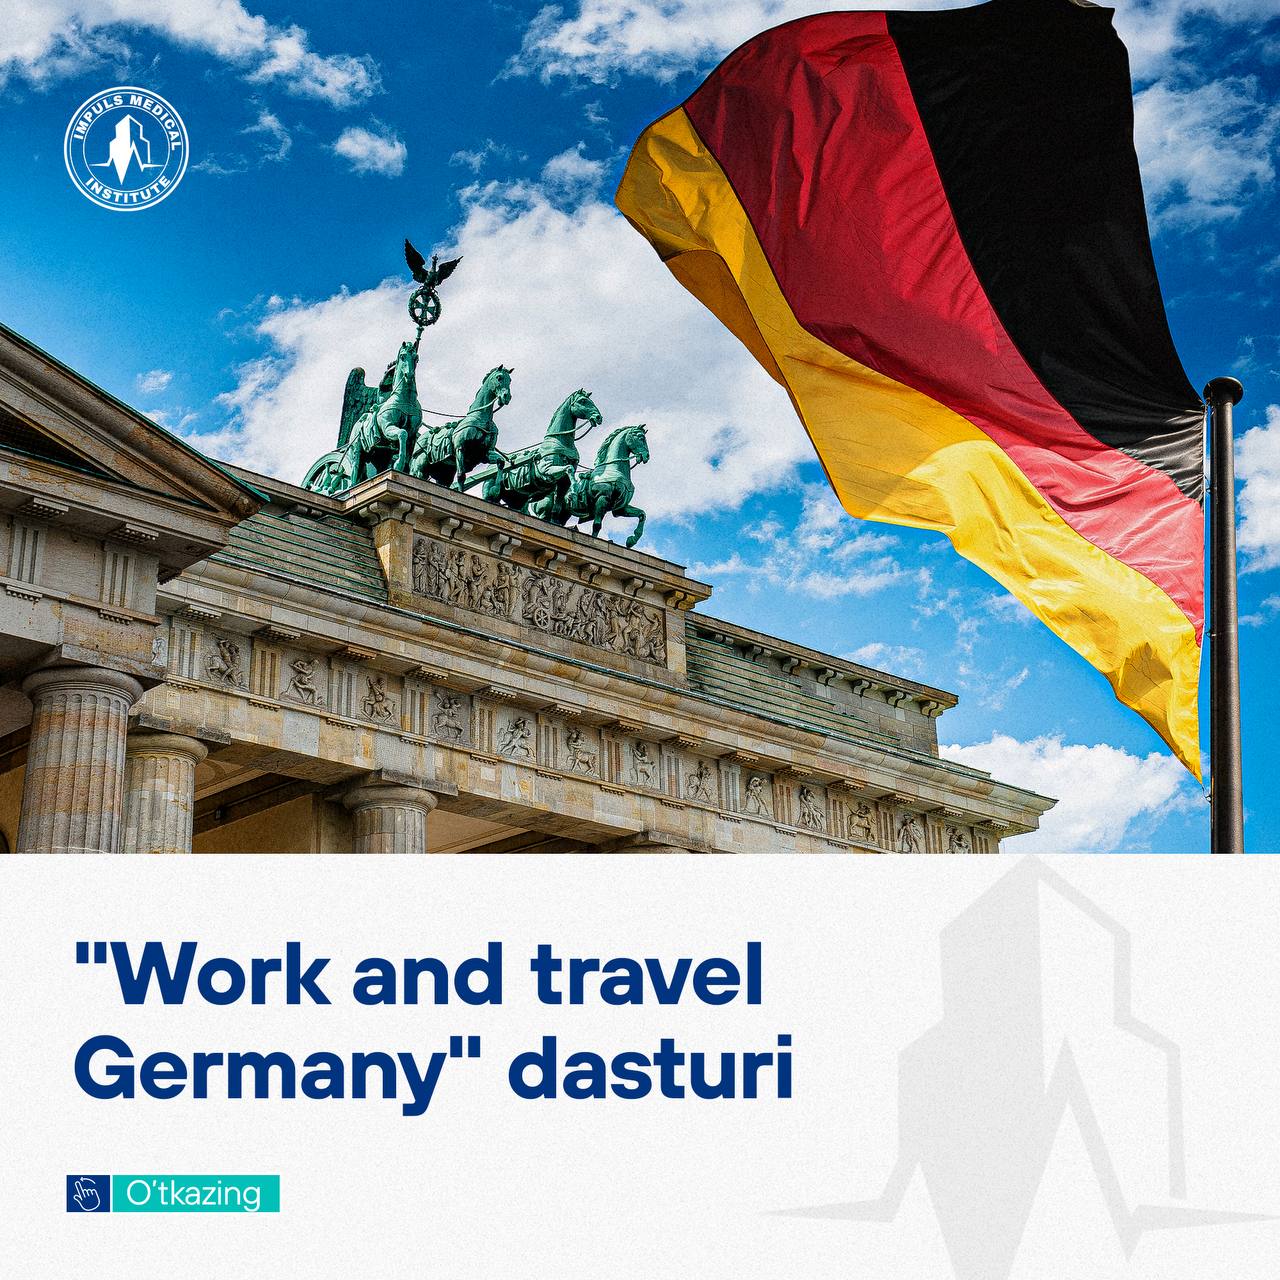 IMPULS MEDICAL
INSTITUTE
"Work and travel
Germany" dasturi
O'tkazing